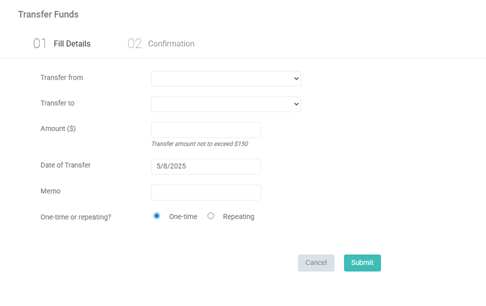 Transfer Funds
01 Fill Details 02 Confirmation
Transfer from
Transfer to
Amount ($)
Transfer amount not to exceed $150
Date of Transfer 5/8/2025
Memo
One-time or repeating? One-time Repeating
Cancel Submit